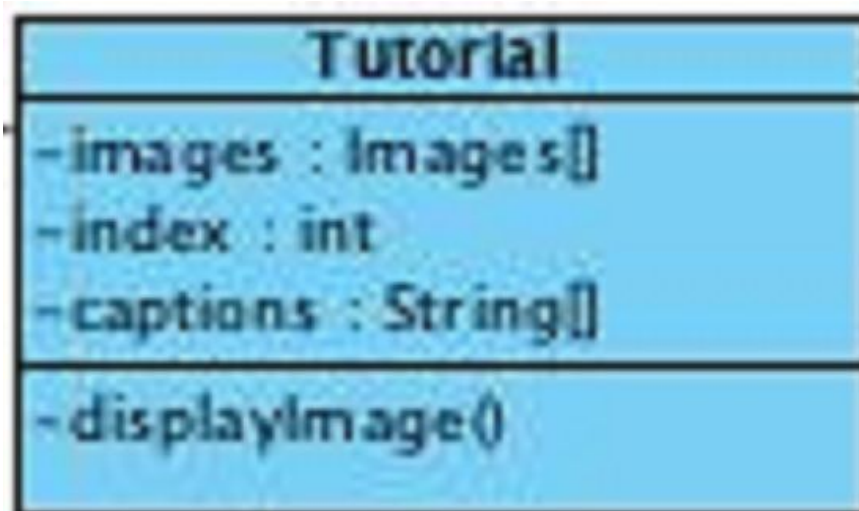 Tutorial
-images : Images[]
-index : int
-captions : String[]
-displayImage()